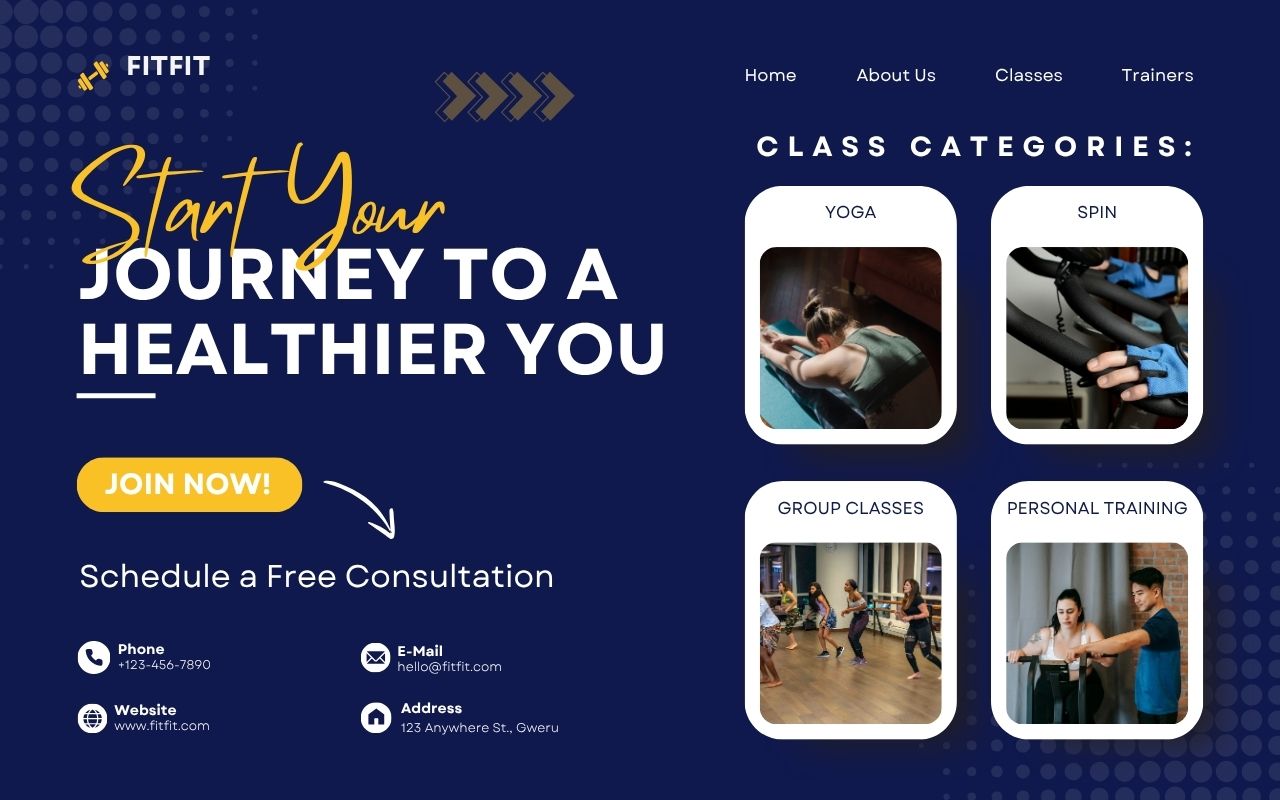 FITFIT
Home
About Us
Classes
Trainers
Start Your
JOURNEY TO A
HEALTHIER YOU
JOIN NOW!
Schedule a Free Consultation
Phone
+123-456-7890
E-Mail
hello@fitfit.com
Website
www.fitfit.com
Address
123 Anywhere St., Gweru
CLASS CATEGORIES:
YOGA
SPIN
GROUP CLASSES
PERSONAL TRAINING